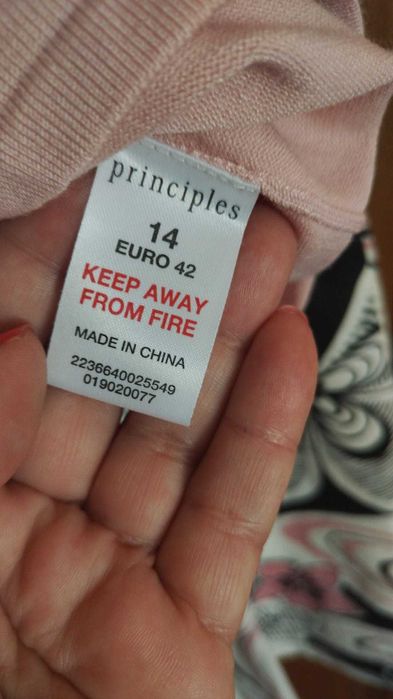 principles
14
EURO 42
KEEP AWAY
FROM FIRE
MADE IN CHINA
2236640025549
019020077